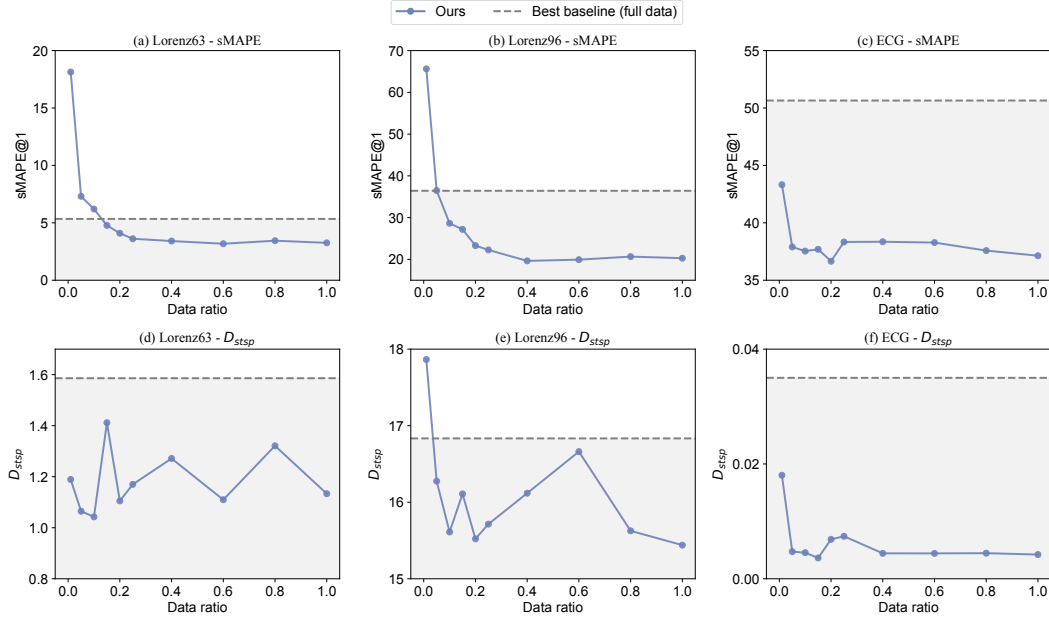 Ours Best baseline (full data)
(a) Lorenz63 - sMAPE
20
15
10
5
0
sMAPE@1
0.0 0.2 0.4 0.6 0.8 1.0
Data ratio
(b) Lorenz96 - sMAPE
70
60
50
40
30
20
sMAPE@1
0.0 0.2 0.4 0.6 0.8 1.0
Data ratio
(c) ECG - sMAPE
55
50
45
40
35
sMAPE@1
0.0 0.2 0.4 0.6 0.8 1.0
Data ratio
(d) Lorenz63 - Dstsp
1.6
1.4
1.2
1.0
0.8
Dstsp
0.0 0.2 0.4 0.6 0.8 1.0
Data ratio
(e) Lorenz96 - Dstsp
18
17
16
15
Dstsp
0.0 0.2 0.4 0.6 0.8 1.0
Data ratio
(f) ECG - Dstsp
0.04
0.02
0.00
Dstsp
0.0 0.2 0.4 0.6 0.8 1.0
Data ratio